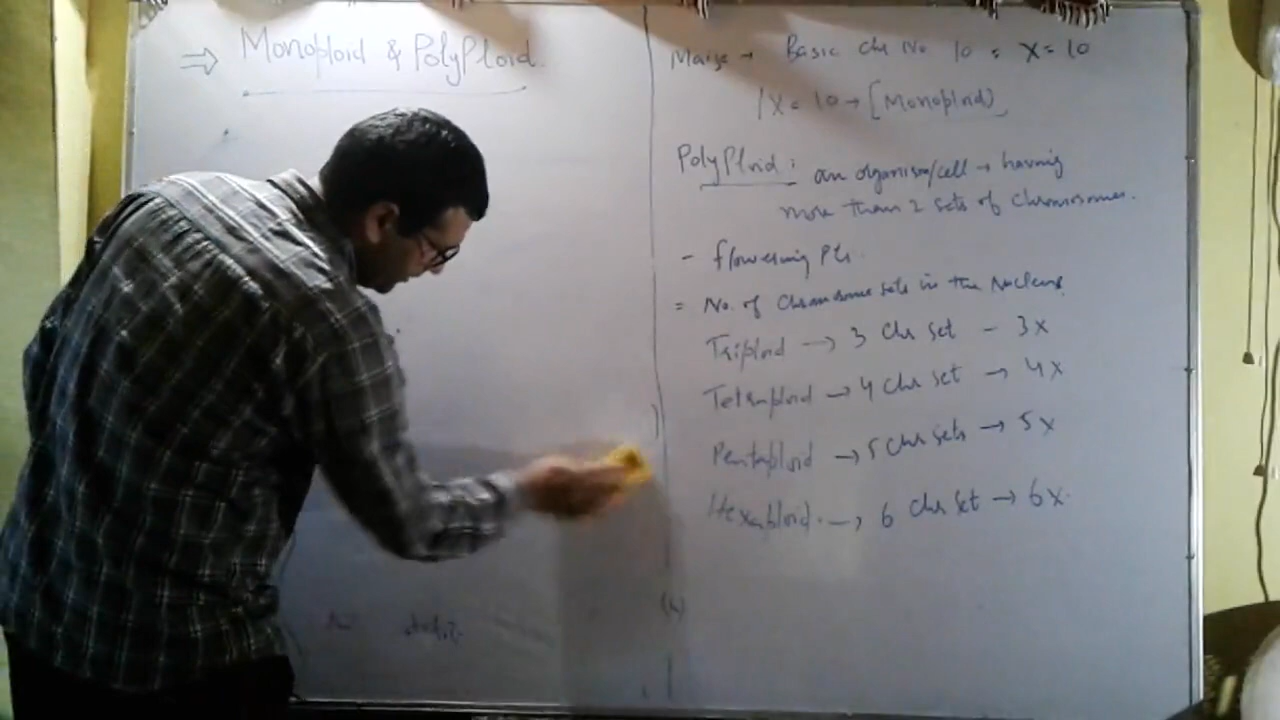 ⇒ Monoploid & PolyPloid.
Maize → Basic chr No 10 = x = 10
1x = 10 → [Monoploid]
PolyPloid: an organism/cell → having
more than 2 sets of chromosomes.
- flowering Pts.
= No. of Chromosome sets in the Nucleus.
Triploid → 3 Chr set - 3x
Tetraploid → 4 chr set → 4x
Pentaploid → 5 chr sets → 5x
Hexaploid. → 6 chr set → 6x.